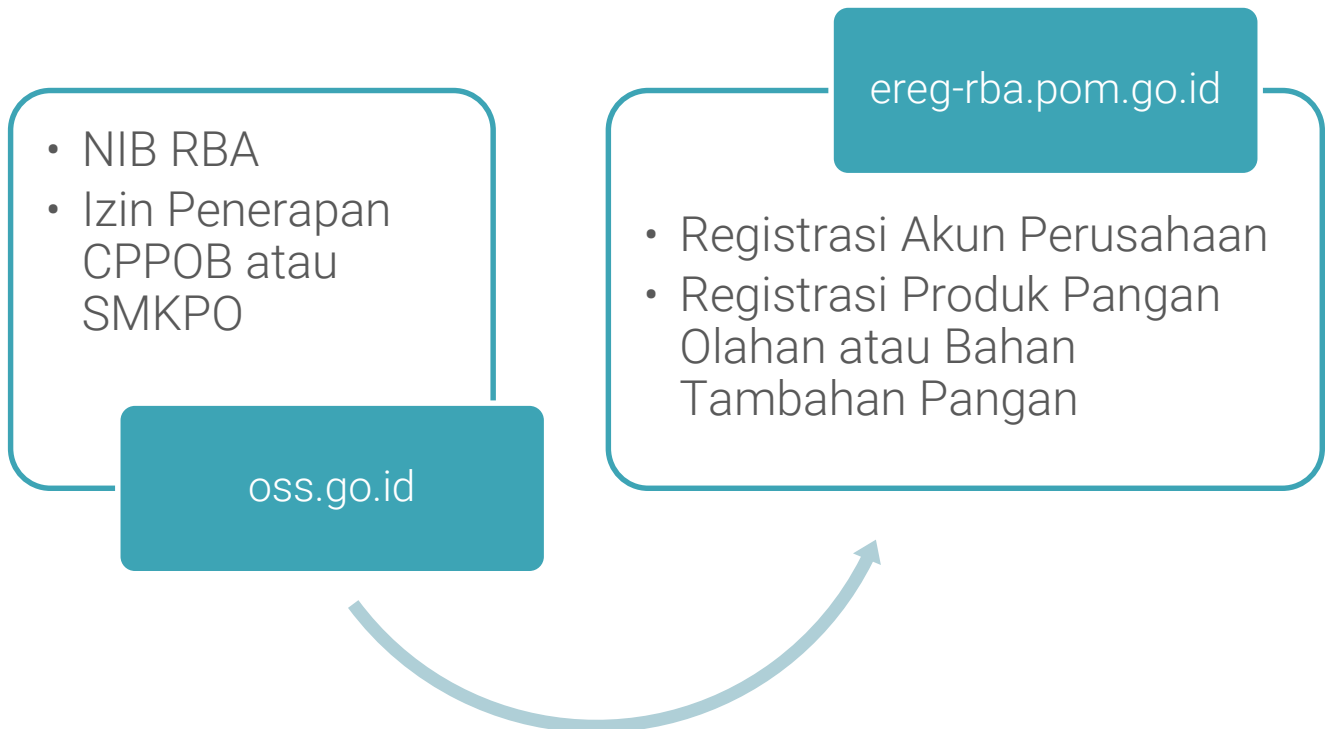 • NIB RBA
• Izin Penerapan
CPPOB atau
SMKPO
oss.go.id
ereg-rba.pom.go.id
• Registrasi Akun Perusahaan
• Registrasi Produk Pangan
Olahan atau Bahan
Tambahan Pangan